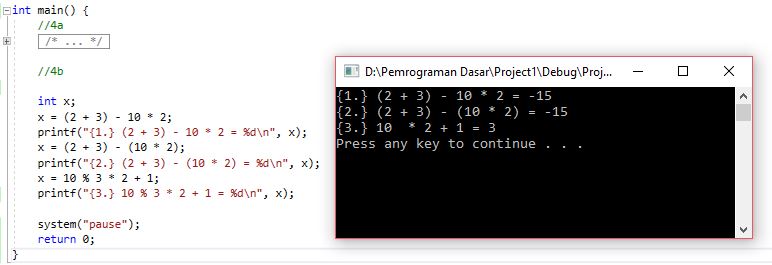 int main() {
//4a
/* ... */
//4b
int x;
x = (2 + 3) - 10 * 2;
printf("{1.} (2 + 3) - 10 * 2 = %d\n", x);
x = (2 + 3) - (10 * 2);
printf("{2.} (2 + 3) - (10 * 2) = %d\n", x);
x = 10 % 3 * 2 + 1;
printf("{3.} 10 % 3 * 2 + 1 = %d\n", x);
system("pause");
return 0;
}
D:\Pemrograman Dasar\Project1\Debug\Proj...
{1.} (2 + 3) - 10 * 2 = -15
{2.} (2 + 3) - (10 * 2) = -15
{3.} 10  * 2 + 1 = 3
Press any key to continue . . .